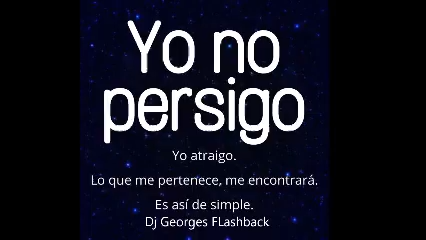 Yo no
persigo
Yo atraigo.
Lo que me pertenece, me encontrará.
Es así de simple.
Dj Georges FLashback